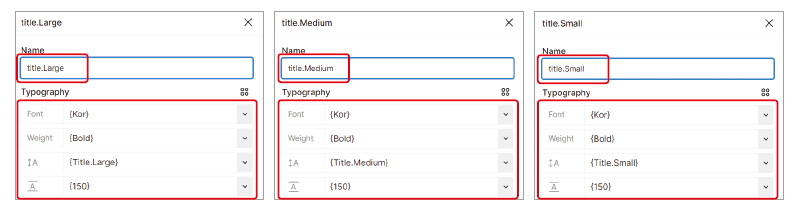 title.Large
Name
title.Large
Typography
Font {Kor}
Weight {Bold}
↕A {Title.Large}
A {150}
title.Medium
Name
title.Medium
Typography
Font {Kor}
Weight {Bold}
↕A {Title.Medium}
A {150}
title.Small
Name
title.Small
Typography
Font {Kor}
Weight {Bold}
↕A {Title.Small}
A {150}